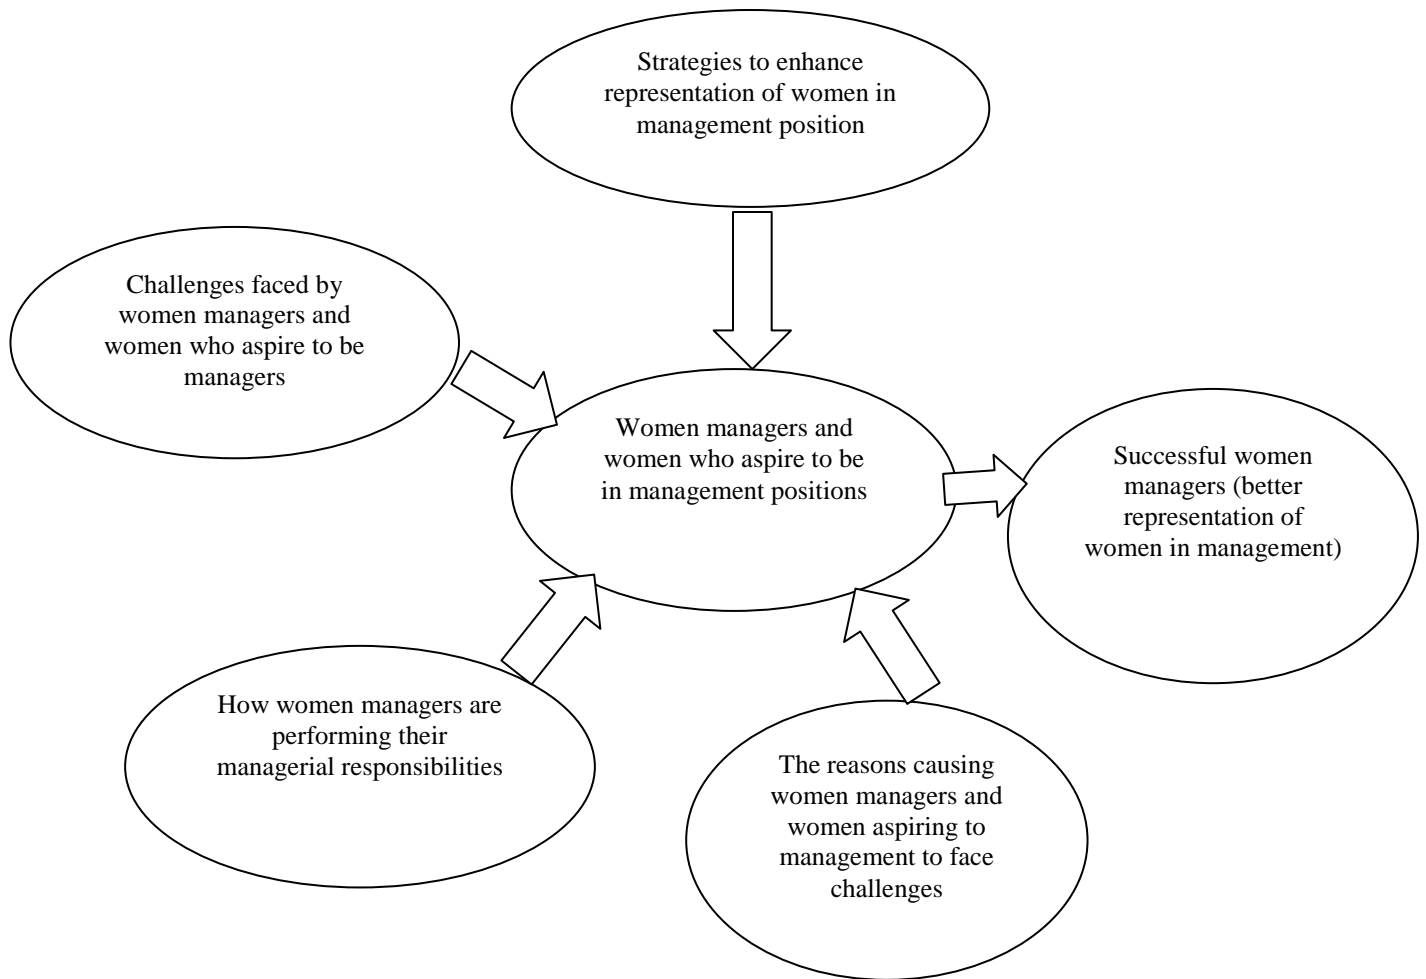 Strategies to enhance
representation of women in
management position
Challenges faced by
women managers and
women who aspire to be
managers
Women managers and
women who aspire to be
in management positions
Successful women
managers (better
representation of
women in management)
How women managers are
performing their
managerial responsibilities
The reasons causing
women managers and
women aspiring to
management to face
challenges